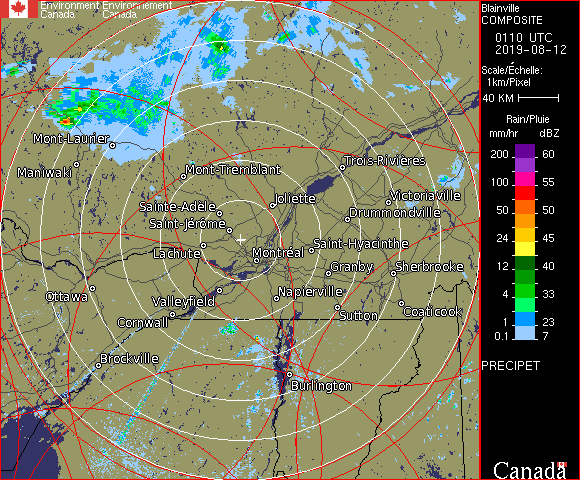 Environment Environnement
Canada Canada
Blainville
COMPOSITE
0110 UTC
2019-08-12
Scale/Échelle:
1km/Pixel
40 KM
Rain/Pluie
mm/hr dBZ
200 60
100 55
50 50
24 45
12 40
4 33
1 23
0.1 7
PRECIPET
Canada
Mont-Laurier
Maniwaki
Mont-Tremblant
Trois-Rivières
Sainte-Adèle
Joliette
Victoriaville
Drummondville
Saint-Jérôme
Saint-Hyacinthe
Lachute
Montréal
Granby
Sherbrooke
Ottawa
Valleyfield
Napierville
Cornwall
Sutton
Coaticook
Brockville
Burlington